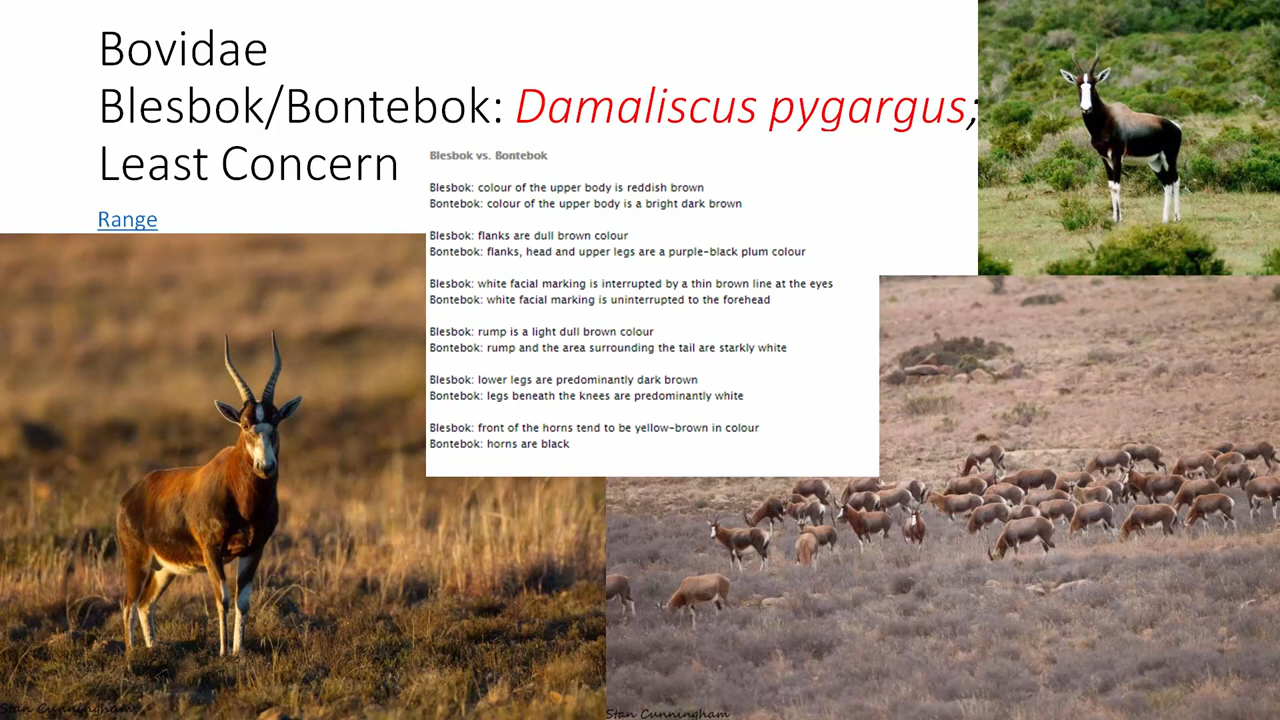 Bovidae
Blesbok/Bontebok: Damaliscus pygargus;
Least Concern
Range
Blesbok vs. Bontebok
Blesbok: colour of the upper body is reddish brown
Bontebok: colour of the upper body is a bright dark brown
Blesbok: flanks are dull brown colour
Bontebok: flanks, head and upper legs are a purple-black plum colour
Blesbok: white facial marking is interrupted by a thin brown line at the eyes
Bontebok: white facial marking is uninterrupted to the forehead
Blesbok: rump is a light dull brown colour
Bontebok: rump and the area surrounding the tail are starkly white
Blesbok: lower legs are predominantly dark brown
Bontebok: legs beneath the knees are predominantly white
Blesbok: front of the horns tend to be yellow-brown in colour
Bontebok: horns are black
Stan Cunningham
Stan Cunningham